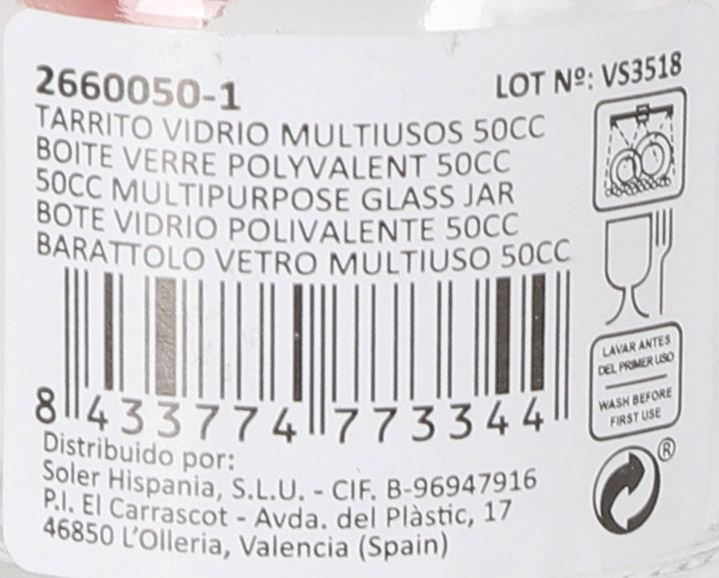 2660050-1
LOT Nº: VS3518
TARRITO VIDRIO MULTIUSOS 50CC
BOITE VERRE POLYVALENT 50CC
50CC MULTIPURPOSE GLASS JAR
BOTE VIDRIO POLIVALENTE 50CC
BARATTOLO VETRO MULTIUSO 50CC
LAVAR ANTES
DEL PRIMER USO
WASH BEFORE
FIRST USE
8 433774 773344
®
Distribuido por:
Soler Hispania, S.L.U. - CIF. B-96947916
P.I. El Carrascot - Avda. del Plàstic, 17
46850 L'Olleria, Valencia (Spain)